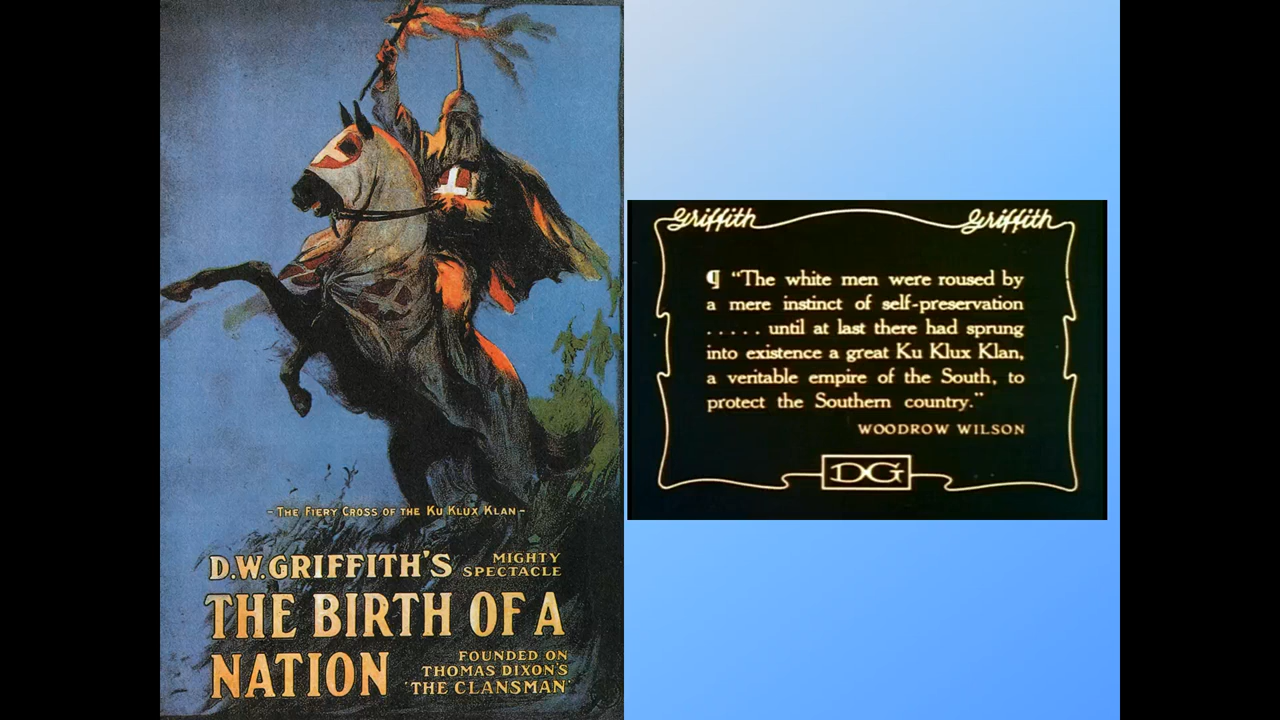 - THE FIERY CROSS OF THE KU KLUX KLAN -
D.W. GRIFFITH'S
MIGHTY
SPECTACLE
THE BIRTH OF A
NATION
FOUNDED ON
THOMAS DIXON'S
'THE CLANSMAN'
Griffith Griffith
¶ "The white men were roused by
a mere instinct of self-preservation
..... until at last there had sprung
into existence a great Ku Klux Klan,
a veritable empire of the South, to
protect the Southern country."
WOODROW WILSON
DG